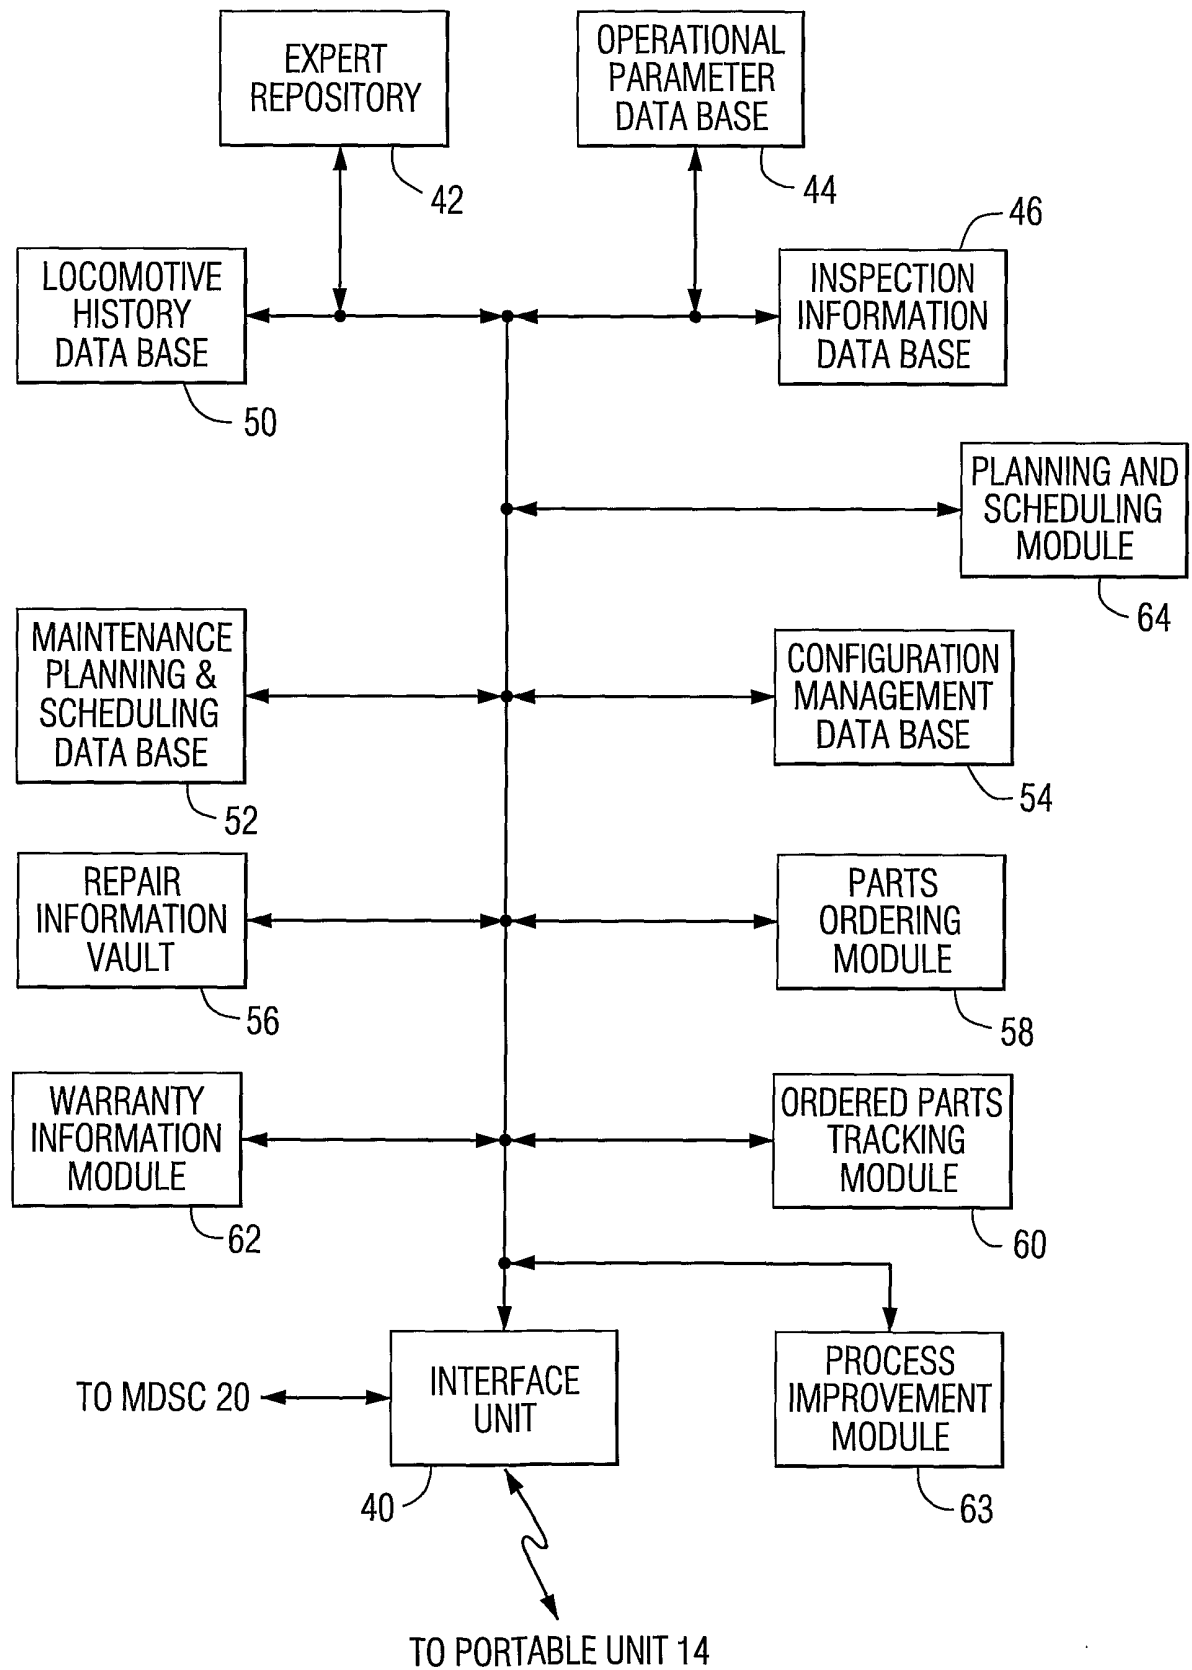 EXPERT
REPOSITORY
42
OPERATIONAL
PARAMETER
DATA BASE
44
46
LOCOMOTIVE
HISTORY
DATA BASE
50
INSPECTION
INFORMATION
DATA BASE
PLANNING AND
SCHEDULING
MODULE
64
MAINTENANCE
PLANNING &
SCHEDULING
DATA BASE
52
CONFIGURATION
MANAGEMENT
DATA BASE
54
REPAIR
INFORMATION
VAULT
56
PARTS
ORDERING
MODULE
58
WARRANTY
INFORMATION
MODULE
62
ORDERED PARTS
TRACKING
MODULE
60
TO MDSC 20
INTERFACE
UNIT
40
PROCESS
IMPROVEMENT
MODULE
63
TO PORTABLE UNIT 14